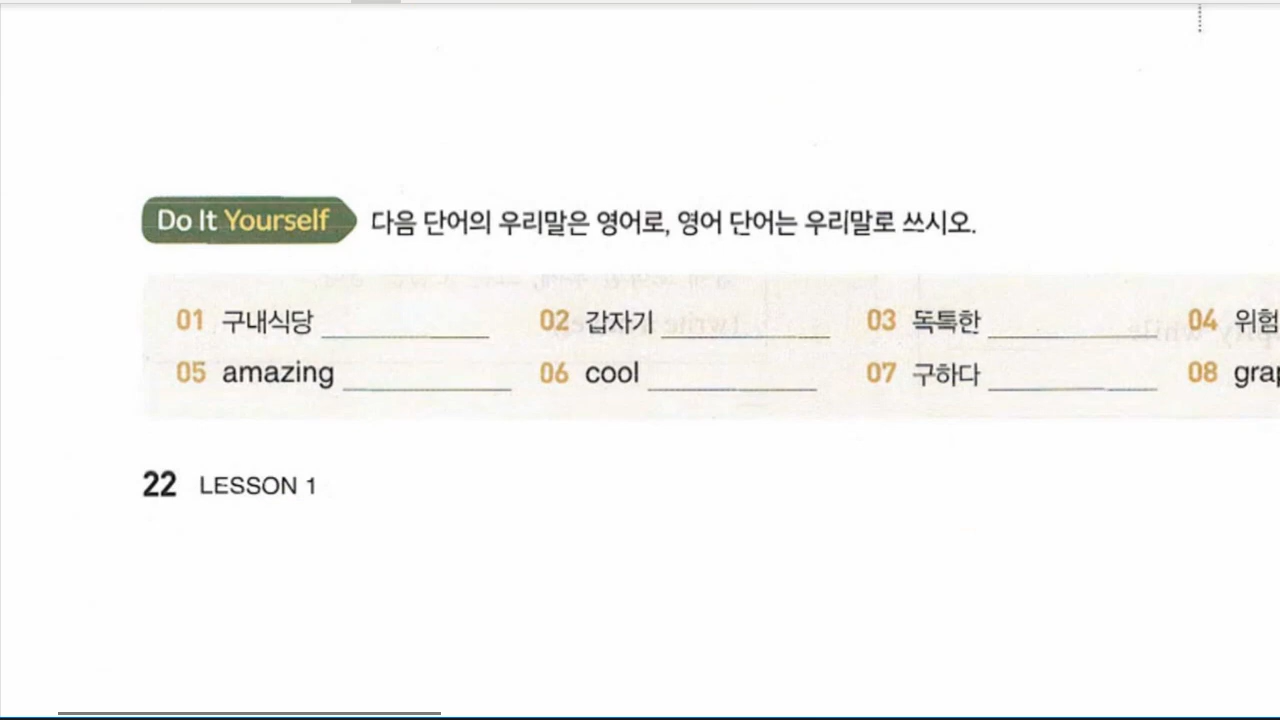 Do It Yourself 다음 단어의 우리말은 영어로, 영어 단어는 우리말로 쓰시오.
01 구내식당 02 갑자기 03 독특한 04 위험
05 amazing 06 cool 07 구하다 08 grap
22 LESSON 1